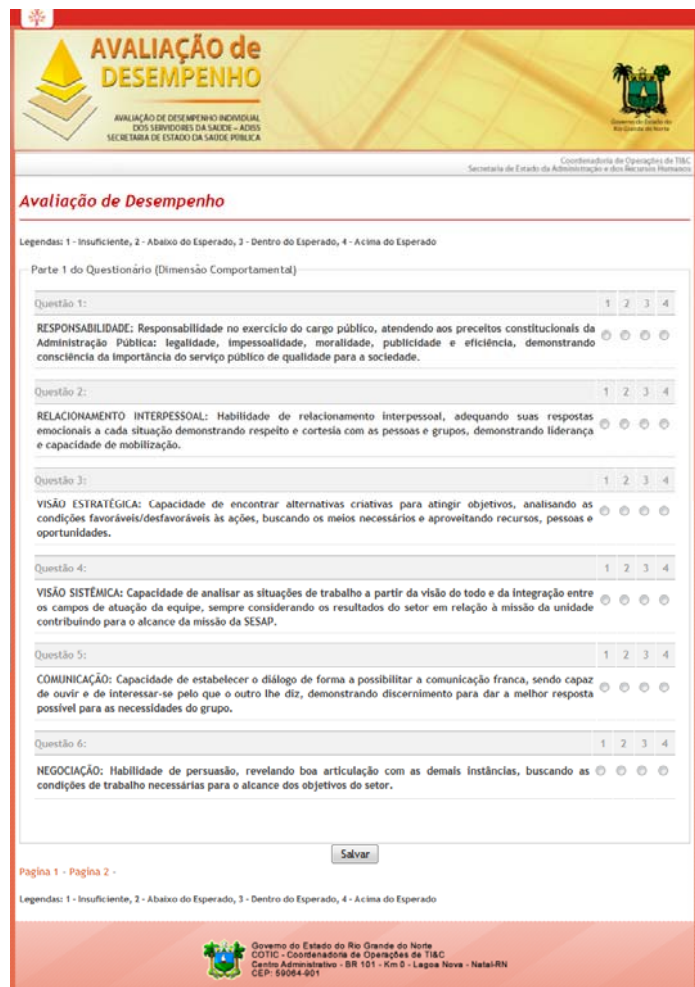 AVALIAÇÃO de
DESEMPENHO
AVALIAÇÃO DE DESEMPENHO INDIVIDUAL
DOS SERVIDORES DA SAÚDE - ADISS
SECRETARIA DE ESTADO DA SAÚDE PÚBLICA
Governo do Estado do
Rio Grande do Norte
Coordenadoria de Operações de TI&C
Secretaria de Estado da Administração e dos Recursos Humanos
Avaliação de Desempenho
Legendas: 1 - Insuficiente, 2 - Abaixo do Esperado, 3 - Dentro do Esperado, 4 - Acima do Esperado
Parte 1 do Questionário (Dimensão Comportamental)
Questão 1: 1 2 3 4
RESPONSABILIDADE: Responsabilidade no exercício do cargo público, atendendo aos preceitos constitucionais da
Administração Pública: legalidade, impessoalidade, moralidade, publicidade e eficiência, demonstrando
consciência da importância do serviço público de qualidade para a sociedade.
Questão 2: 1 2 3 4
RELACIONAMENTO INTERPESSOAL: Habilidade de relacionamento interpessoal, adequando suas respostas
emocionais a cada situação demonstrando respeito e cortesia com as pessoas e grupos, demonstrando liderança
e capacidade de mobilização.
Questão 3: 1 2 3 4
VISÃO ESTRATÉGICA: Capacidade de encontrar alternativas criativas para atingir objetivos, analisando as
condições favoráveis/desfavoráveis às ações, buscando os meios necessários e aproveitando recursos, pessoas e
oportunidades.
Questão 4: 1 2 3 4
VISÃO SISTÊMICA: Capacidade de analisar as situações de trabalho a partir da visão do todo e da integração entre
os campos de atuação da equipe, sempre considerando os resultados do setor em relação à missão da unidade
contribuindo para o alcance da missão da SESAP.
Questão 5: 1 2 3 4
COMUNICAÇÃO: Capacidade de estabelecer o diálogo de forma a possibilitar a comunicação franca, sendo capaz
de ouvir e de interessar-se pelo que o outro lhe diz, demonstrando discernimento para dar a melhor resposta
possível para as necessidades do grupo.
Questão 6: 1 2 3 4
NEGOCIAÇÃO: Habilidade de persuasão, revelando boa articulação com as demais instâncias, buscando as
condições de trabalho necessárias para o alcance dos objetivos do setor.
Salvar
Pagina 1 - Pagina 2 -
Legendas: 1 - Insuficiente, 2 - Abaixo do Esperado, 3 - Dentro do Esperado, 4 - Acima do Esperado
Governo do Estado do Rio Grande do Norte
COTIC - Coordenadoria de Operações de TI&C
Centro Administrativo - BR 101 - Km 0 - Lagoa Nova - Natal-RN
CEP: 59064-901